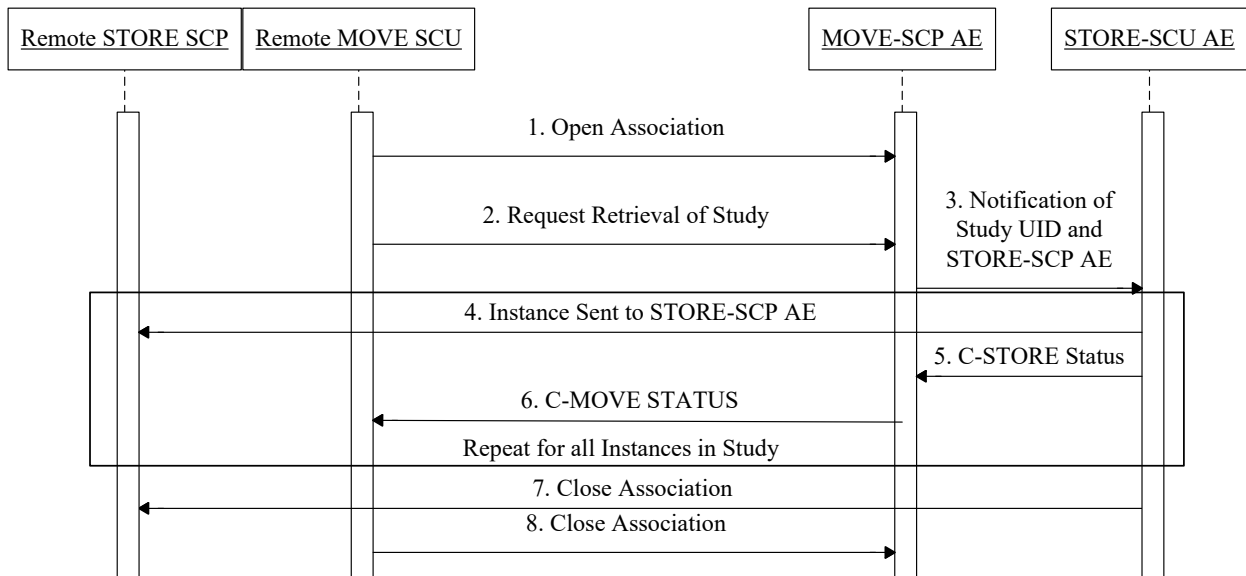 Remote STORE SCP
Remote MOVE SCU
MOVE-SCP AE
STORE-SCU AE
1. Open Association
2. Request Retrieval of Study
3. Notification of
Study UID and
STORE-SCP AE
4. Instance Sent to STORE-SCP AE
5. C-STORE Status
6. C-MOVE STATUS
Repeat for all Instances in Study
7. Close Association
8. Close Association